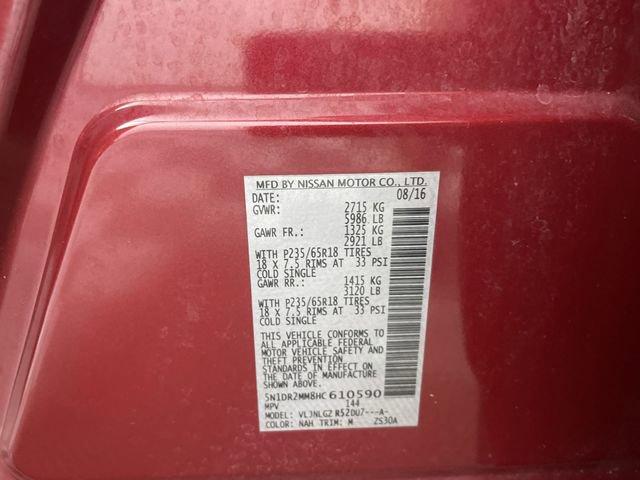 MFD BY NISSAN MOTOR CO., LTD.
DATE: 08/16
GVWR: 2715 KG
5986 LB
GAWR FR.: 1325 KG
2921 LB
WITH P235/65R18 TIRES
18 X 7.5 RIMS AT 33 PSI
COLD SINGLE
GAWR RR.: 1415 KG
3120 LB
WITH P235/65R18 TIRES
18 X 7.5 RIMS AT 33 PSI
COLD SINGLE
THIS VEHICLE CONFORMS TO
ALL APPLICABLE FEDERAL
MOTOR VEHICLE SAFETY AND
THEFT PREVENTION
STANDARDS IN EFFECT ON
THE DATE OF MANUFACTURE
SHOWN ABOVE.
5N1DR2MM8HC610590
MPV 144
MODEL: VLJNLGZ R52DU7---A-
COLOR: NAH TRIM: M ZS30A